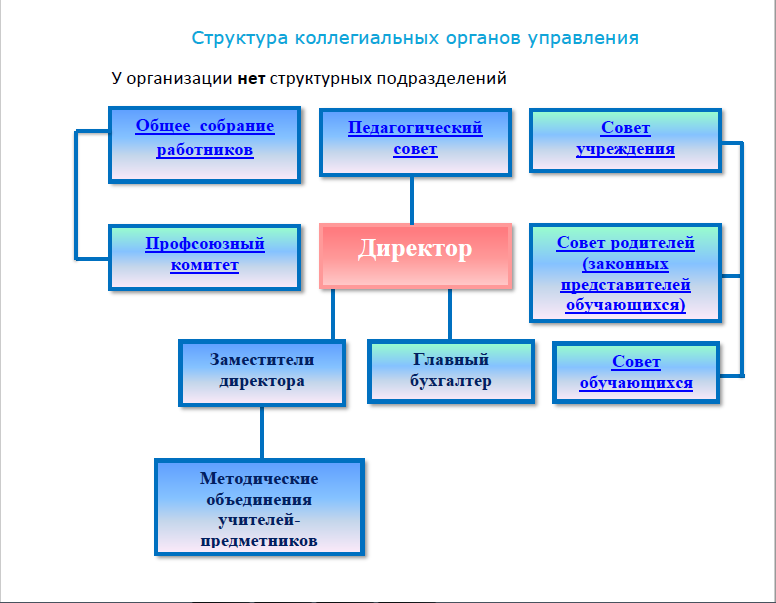 Структура коллегиальных органов управления
У организации нет структурных подразделений
Общее собрание
работников
Педагогический
совет
Совет
учреждения
Профсоюзный
комитет
Директор
Совет родителей
(законных
представителей
обучающихся)
Заместители
директора
Главный
бухгалтер
Совет
обучающихся
Методические
объединения
учителей-
предметников